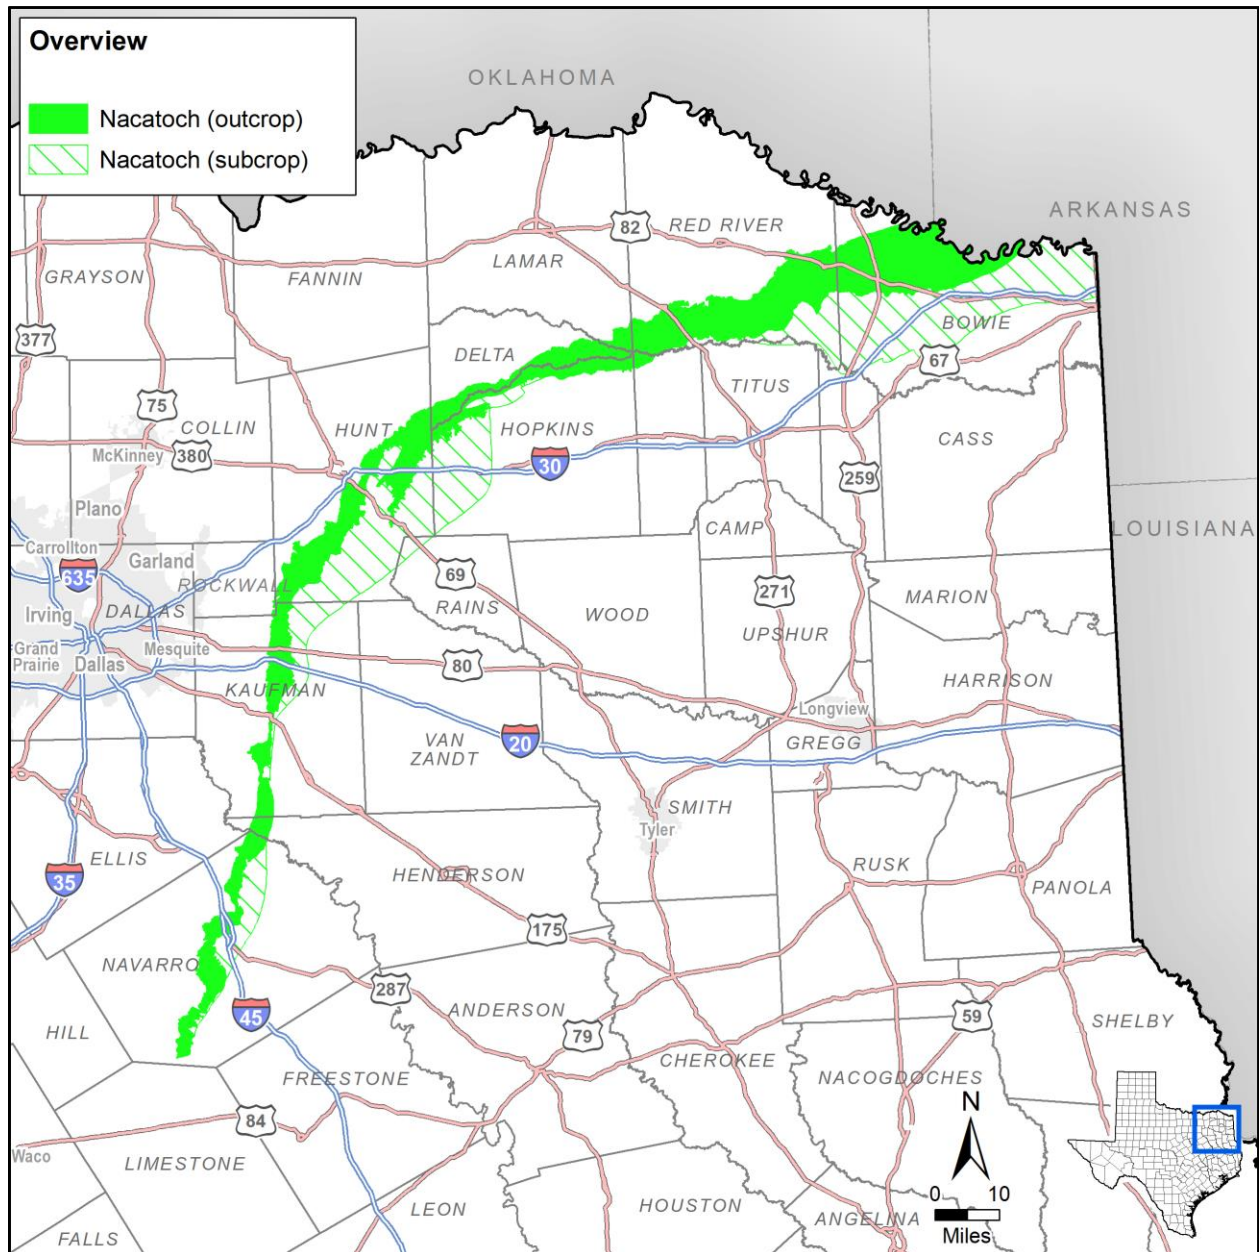 Overview
Nacatoch (outcrop)
Nacatoch (subcrop)
OKLAHOMA
ARKANSAS
LOUISIANA
82
RED RIVER
LAMAR
GRAYSON
FANNIN
377
DELTA
BOWIE
67
TITUS
75
COLLIN
HUNT
HOPKINS
CASS
McKinney
380
30
259
Plano
CAMP
Carrollton
Garland
635
ROCKWALL
69
271
MARION
Irving
DALLAS
RAINS
WOOD
UPSHUR
Grand
Prairie
Dallas
Mesquite
80
KAUFMAN
HARRISON
Longview
VAN
ZANDT
20
GREGG
SMITH
Tyler
ELLIS
35
HENDERSON
RUSK
PANOLA
175
NAVARRO
287
45
ANDERSON
59
HILL
79
SHELBY
CHEROKEE
FREESTONE
NACOGDOCHES
84
N
Waco
LIMESTONE
0 10
Miles
LEON
HOUSTON
ANGELINA
FALLS